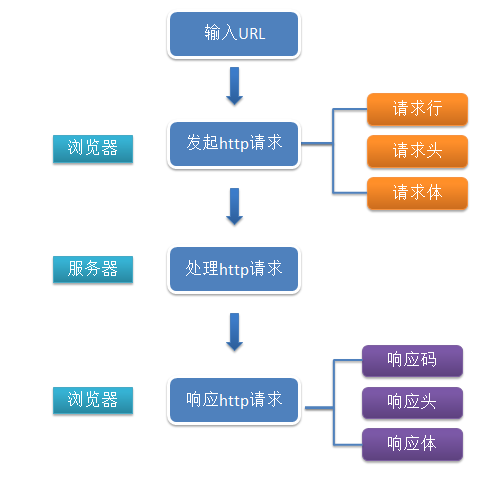 输入URL
浏览器
发起http请求
请求行
请求头
请求体
服务器
处理http请求
浏览器
响应http请求
响应码
响应头
响应体